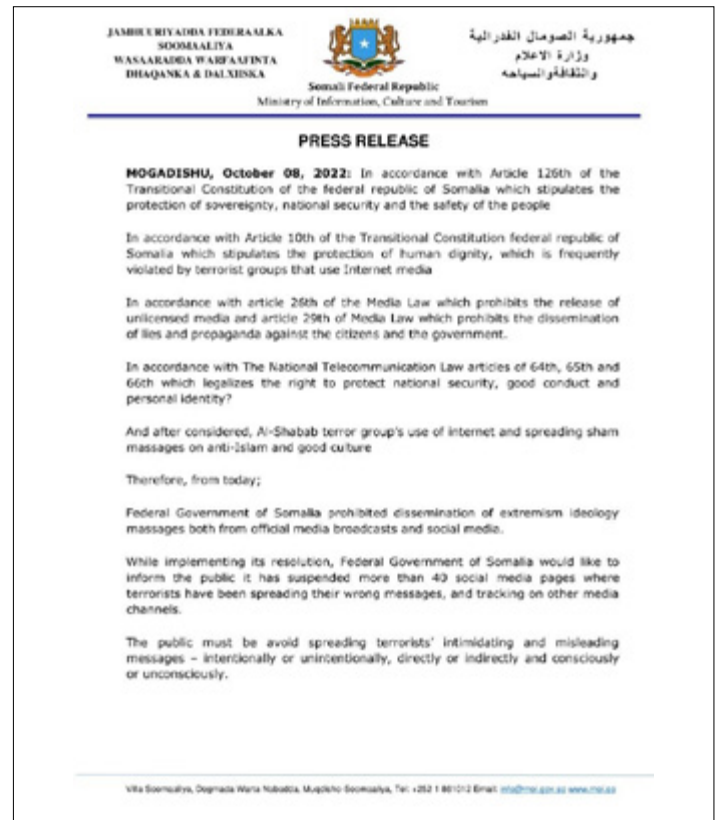 JAMHUURIYADDA FEDERAALKA
SOOMAALIYA
WASAARADDA WARFAAFINTA
DHAQANKA & DALXIISKA
جمهورية الصومال الفدرالية
وزارة الاعلام
والثقافةوالسياحه
Somali Federal Republic
Ministry of Information, Culture and Tourism
PRESS RELEASE
MOGADISHU, October 08, 2022: In accordance with Article 126th of the
Transitional Constitution of the federal republic of Somalia which stipulates the
protection of sovereignty, national security and the safety of the people
In accordance with Article 10th of the Transitional Constitution federal republic of
Somalia which stipulates the protection of human dignity, which is frequently
violated by terrorist groups that use Internet media
In accordance with article 26th of the Media Law which prohibits the release of
unlicensed media and article 29th of Media Law which prohibits the dissemination
of lies and propaganda against the citizens and the government.
In accordance with The National Telecommunication Law articles of 64th, 65th and
66th which legalizes the right to protect national security, good conduct and
personal identity?
And after considered, Al-Shabab terror group's use of internet and spreading sham
massages on anti-Islam and good culture
Therefore, from today;
Federal Government of Somalia prohibited dissemination of extremism ideology
massages both from official media broadcasts and social media.
While implementing its resolution, Federal Government of Somalia would like to
inform the public it has suspended more than 40 social media pages where
terrorists have been spreading their wrong messages, and tracking on other media
channels.
The public must be avoid spreading terrorists' intimidating and misleading
messages – intentionally or unintentionally, directly or indirectly and consciously
or unconsciously.
Villa Soomaaliya, Degmada Warta Nabadda, Muqdisho Soomaaliya, Tel: Email: